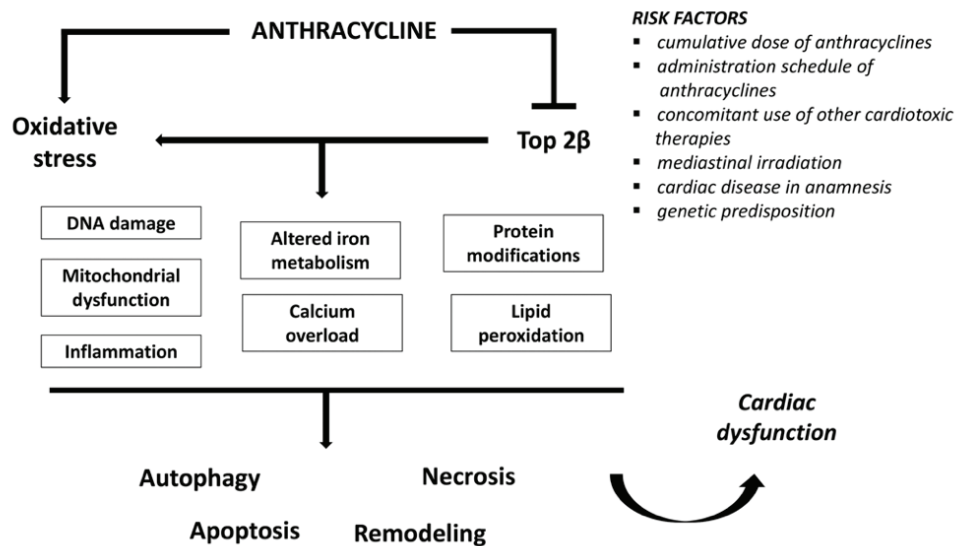 ANTHRACYCLINE
Oxidative
stress
Top 2β
RISK FACTORS
▪ cumulative dose of anthracyclines
▪ administration schedule of
anthracyclines
▪ concomitant use of other cardiotoxic
therapies
▪ mediastinal irradiation
▪ cardiac disease in anamnesis
▪ genetic predisposition
DNA damage
Mitochondrial
dysfunction
Inflammation
Altered iron
metabolism
Calcium
overload
Protein
modifications
Lipid
peroxidation
Autophagy
Necrosis
Apoptosis
Remodeling
Cardiac
dysfunction